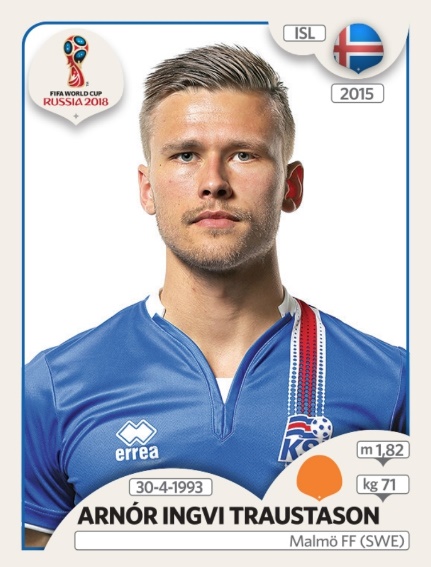 FIFA WORLD CUP
RUSSIA 2018
ISL
2015
errea
KSÍ
m 1,82
kg 71
30-4-1993
ARNÓR INGVI TRAUSTASON
Malmö FF (SWE)